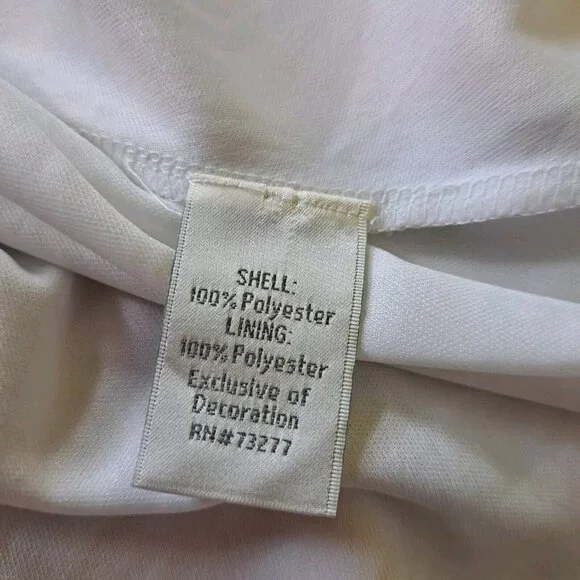 SHELL:
100% Polyester
LINING:
100% Polyester
Exclusive of
Decoration
RN#73277